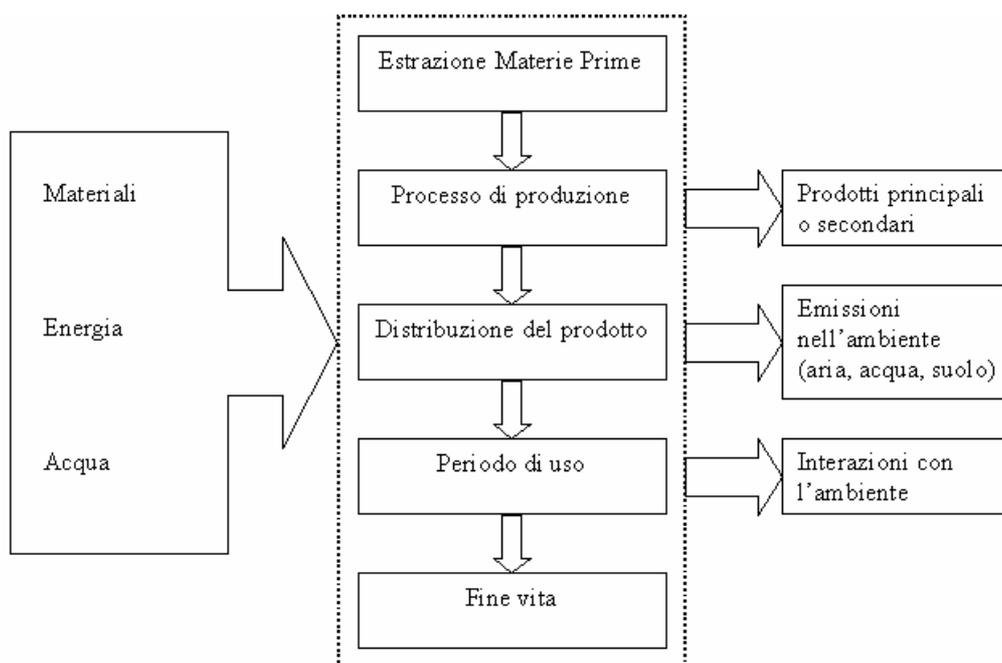 Materiali
Energia
Acqua
Estrazione Materie Prime
Processo di produzione
Distribuzione del prodotto
Periodo di uso
Fine vita
Prodotti principali
o secondari
Emissioni
nell'ambiente
(aria, acqua, suolo)
Interazioni con
l'ambiente